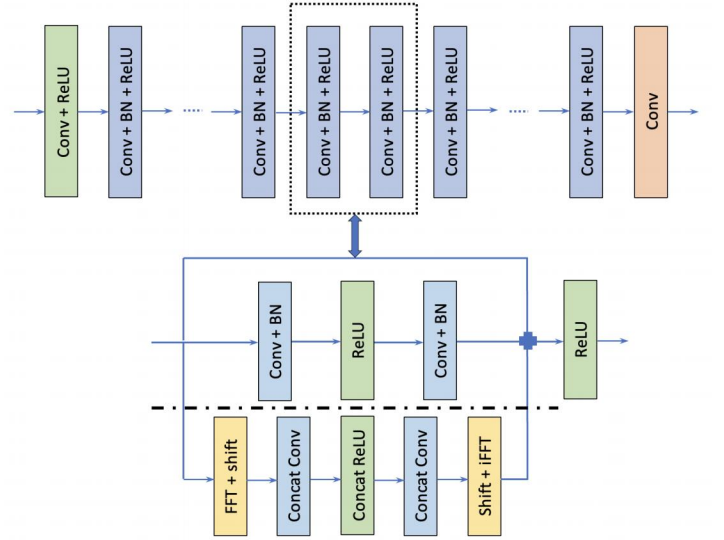 Conv + ReLU
Conv + BN + ReLU
Conv + BN + ReLU
Conv + BN + ReLU
Conv + BN + ReLU
Conv + BN + ReLU
Conv + BN + ReLU
Conv
Conv + BN
ReLU
Conv + BN
ReLU
FFT + shift
Concat Conv
Concat ReLU
Concat Conv
Shift + iFFT